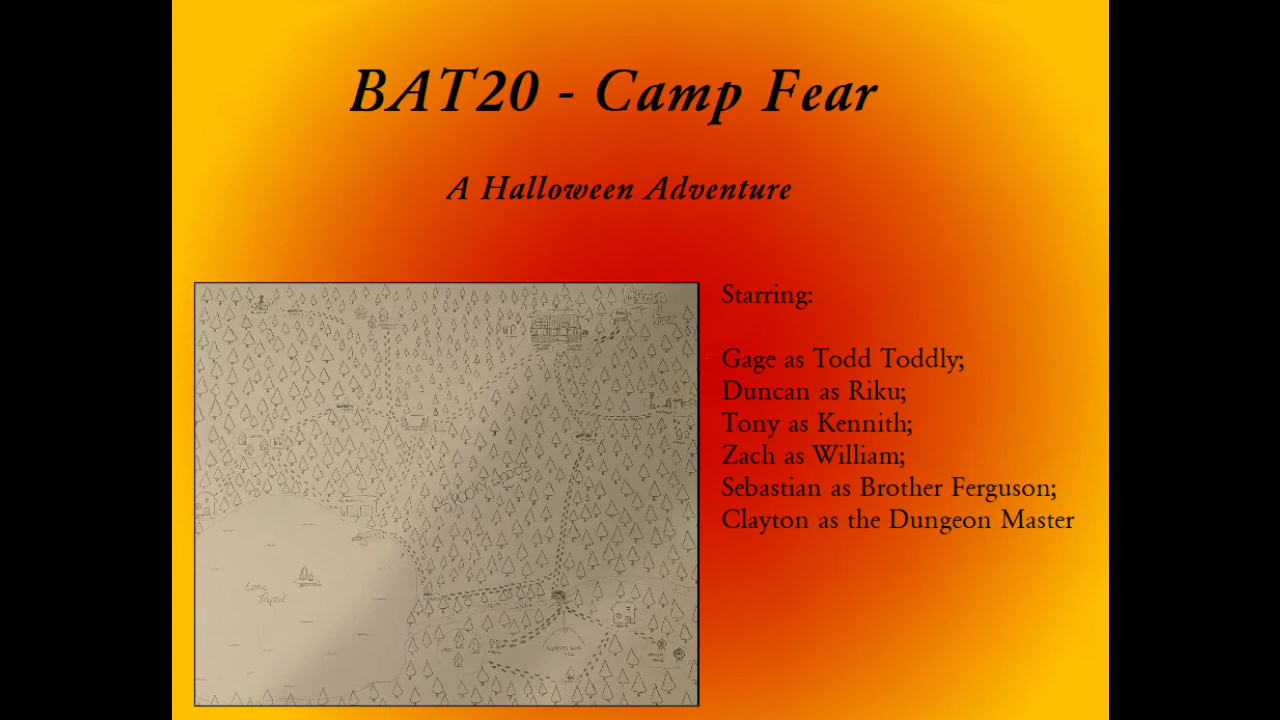 BAT20 - Camp Fear
A Halloween Adventure
Starring:
Gage as Todd Toddly;
Duncan as Riku;
Tony as Kennith;
Zach as William;
Sebastian as Brother Ferguson;
Clayton as the Dungeon Master